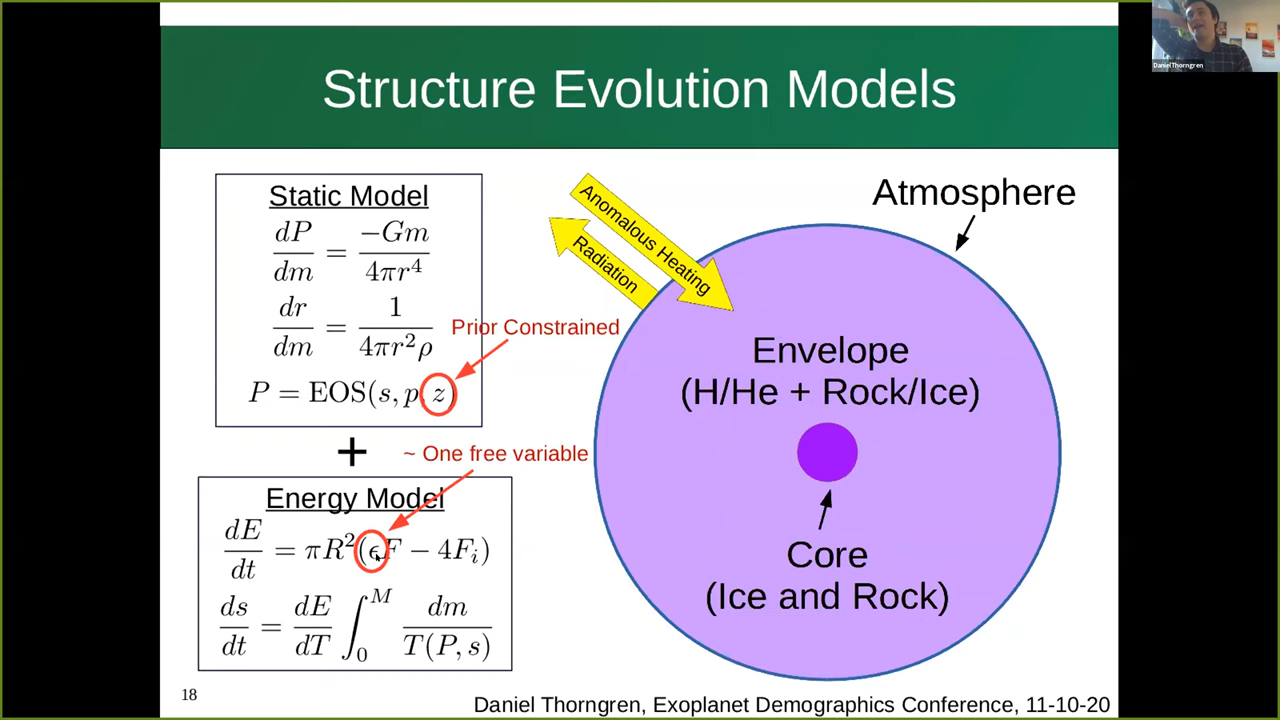 Structure Evolution Models
Static Model
dP/dm = -Gm/4πr^4
dr/dm = 1/4πr^2ρ
P = EOS(s, p, z)
Prior Constrained
+
~ One free variable
Energy Model
dE/dt = πR^2(ϵF − 4F_i)
ds/dt = dE/dT ∫_0^M dm/T(P, s)
Anomalous Heating
Radiation
Atmosphere
Envelope
(H/He + Rock/Ice)
Core
(Ice and Rock)
18
Daniel Thorngren, Exoplanet Demographics Conference, 11-10-20
DanielThorngren